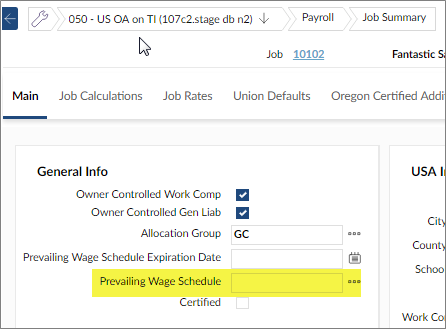 050 - US OA on TI (107c2.stage db n2) Payroll Job Summary
Job 10102 Fantastic Sa
Main Job Calculations Job Rates Union Defaults Oregon Certified Addi
General Info
USA In
Owner Controlled Work Comp
Owner Controlled Gen Liab
Allocation Group GC
Prevailing Wage Schedule Expiration Date
Prevailing Wage Schedule
Certified
City
County
Schoo
Work Co